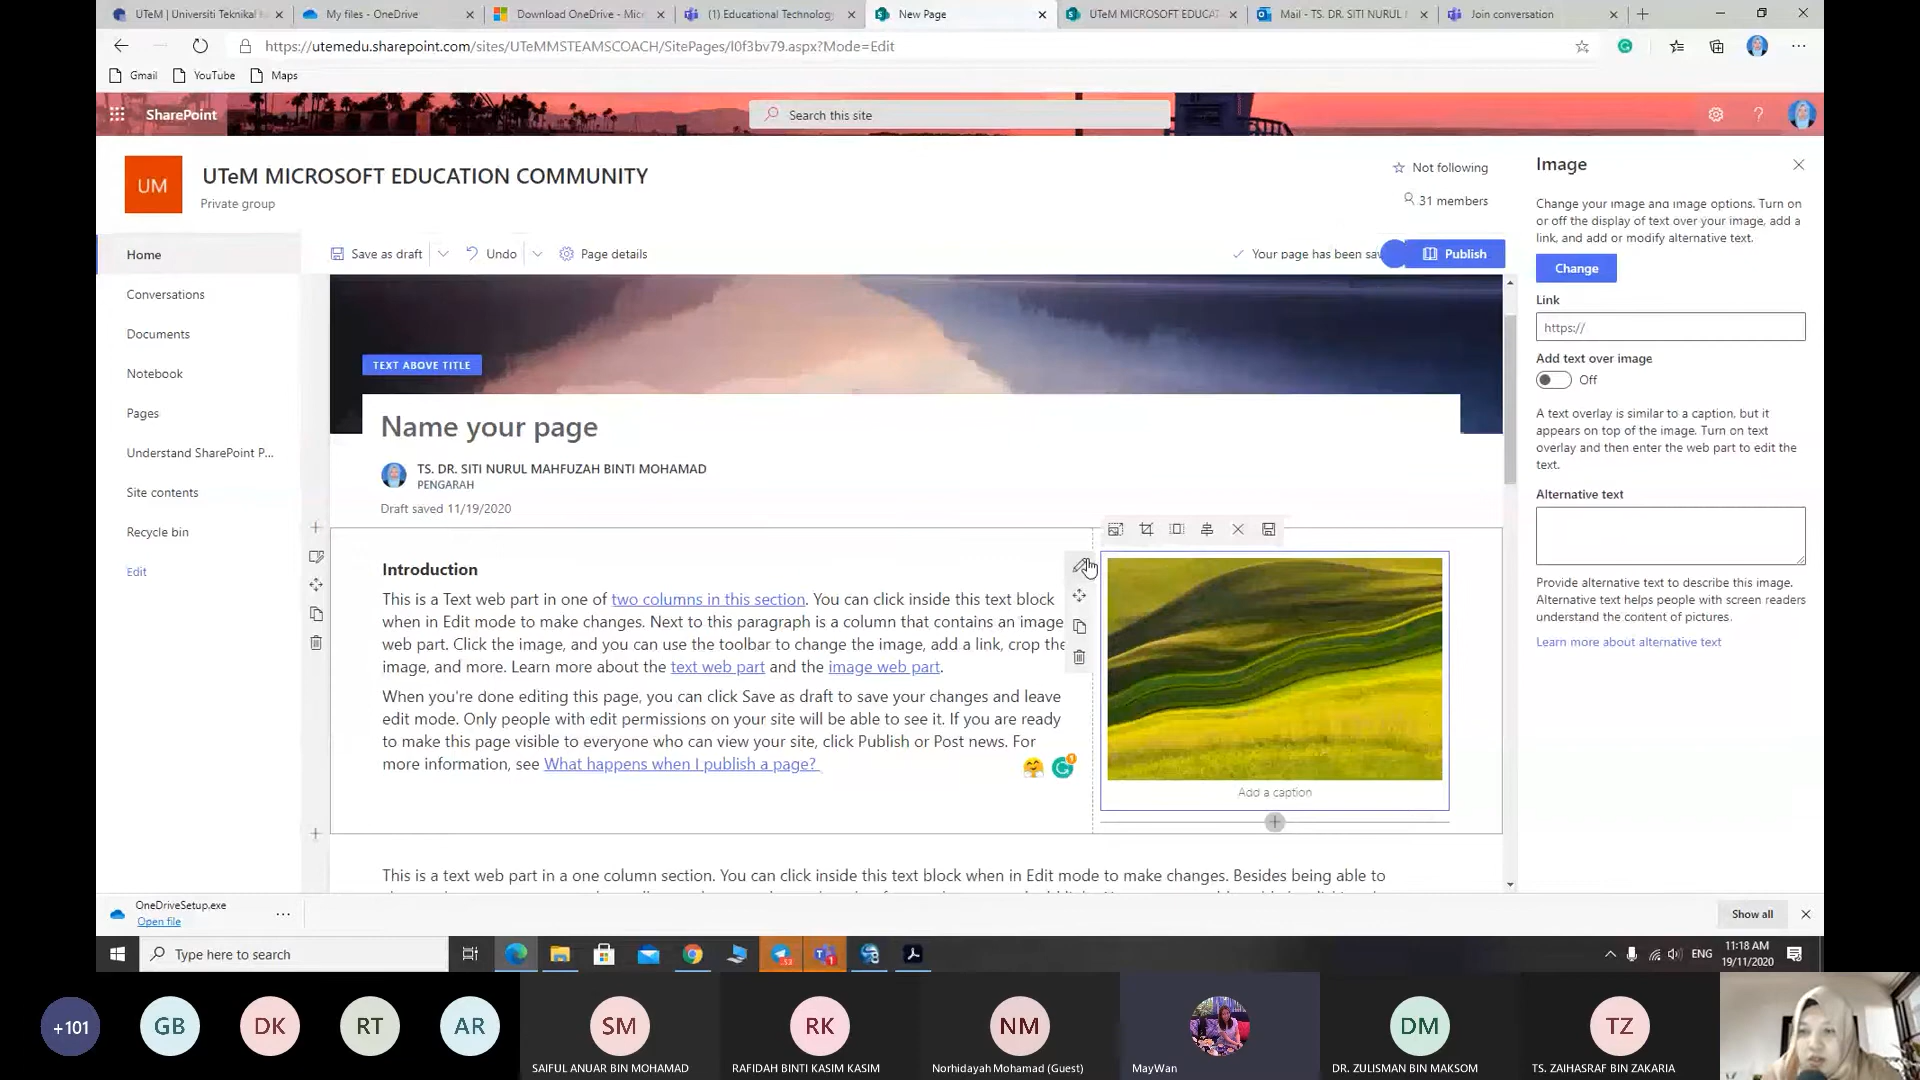 UTeM | Universiti Teknikal
My files - OneDrive
Download OneDrive - Mic
(1) Educational Technology
New Page
UTeM MICROSOFT EDUCA
Mail - TS. DR. SITI NURUL
Join conversation
https://utemedu.sharepoint.com/sites/UTeMMSTEAMSCOACH/SitePages/l0f3bv79.aspx?Mode=Edit
Gmail
YouTube
Maps
SharePoint
Search this site
UM
UTeM MICROSOFT EDUCATION COMMUNITY
Private group
Not following
31 members
Home
Conversations
Documents
Notebook
Pages
Understand SharePoint P...
Site contents
Recycle bin
Edit
Save as draft
Undo
Page details
Your page has been sav
Publish
TEXT ABOVE TITLE
Name your page
TS. DR. SITI NURUL MAHFUZAH BINTI MOHAMAD
PENGARAH
Draft saved 11/19/2020
Introduction
This is a Text web part in one of two columns in this section. You can click inside this text block
when in Edit mode to make changes. Next to this paragraph is a column that contains an image
web part. Click the image, and you can use the toolbar to change the image, add a link, crop the
image, and more. Learn more about the text web part and the image web part.
When you're done editing this page, you can click Save as draft to save your changes and leave
edit mode. Only people with edit permissions on your site will be able to see it. If you are ready
to make this page visible to everyone who can view your site, click Publish or Post news. For
more information, see What happens when I publish a page?
Add a caption
This is a text web part in a one column section. You can click inside this text block when in Edit mode to make changes. Besides being able to
Image
Change your image and image options. Turn on
or off the display of text over your image, add a
link, and add or modify alternative text.
Change
Link
https://
Add text over image
Off
A text overlay is similar to a caption, but it
appears on top of the image. Turn on text
overlay and then enter the web part to edit the
text.
Alternative text
Provide alternative text to describe this image.
Alternative text helps people with screen readers
understand the content of pictures.
Learn more about alternative text
OneDriveSetup.exe
Open file
Show all
Type here to search
ENG
11:18 AM
19/11/2020
+101
GB
DK
RT
AR
SM
SAIFUL ANUAR BIN MOHAMAD
RK
RAFIDAH BINTI KASIM KASIM
NM
Norhidayah Mohamad (Guest)
MayWan
DM
DR. ZULISMAN BIN MAKSOM
TZ
TS. ZAIHASRAF BIN ZAKARIA